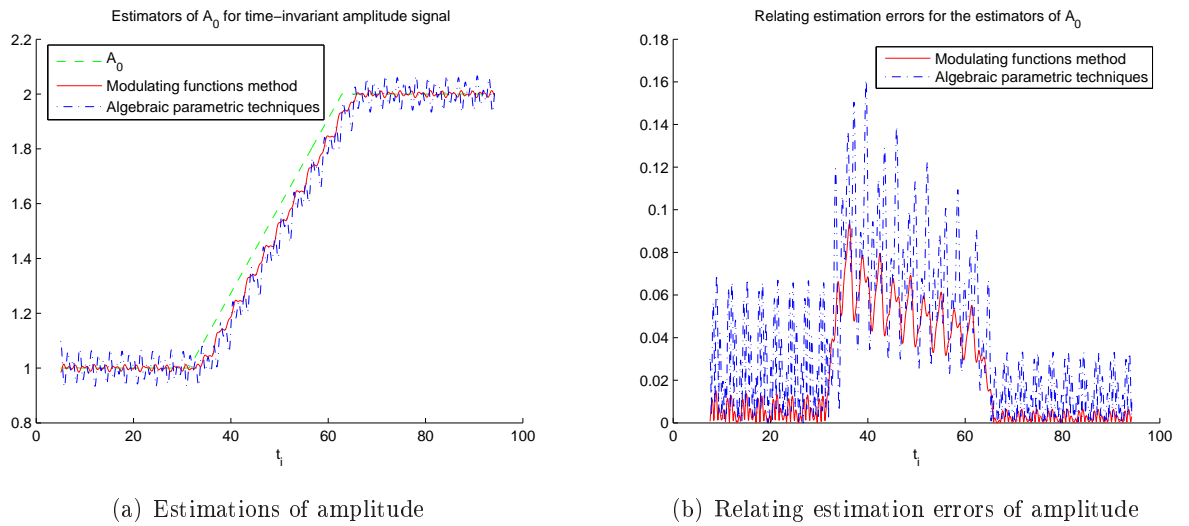 Estimators of A0 for time−invariant amplitude signal
2.2
2
1.8
1.6
1.4
1.2
1
0.8
0 20 40 60 80 100
ti
A0
Modulating functions method
Algebraic parametric techniques
(a) Estimations of amplitude
Relating estimation errors for the estimators of A0
0.18
0.16
0.14
0.12
0.1
0.08
0.06
0.04
0.02
0
0 20 40 60 80 100
ti
Modulating functions method
Algebraic parametric techniques
(b) Relating estimation errors of amplitude